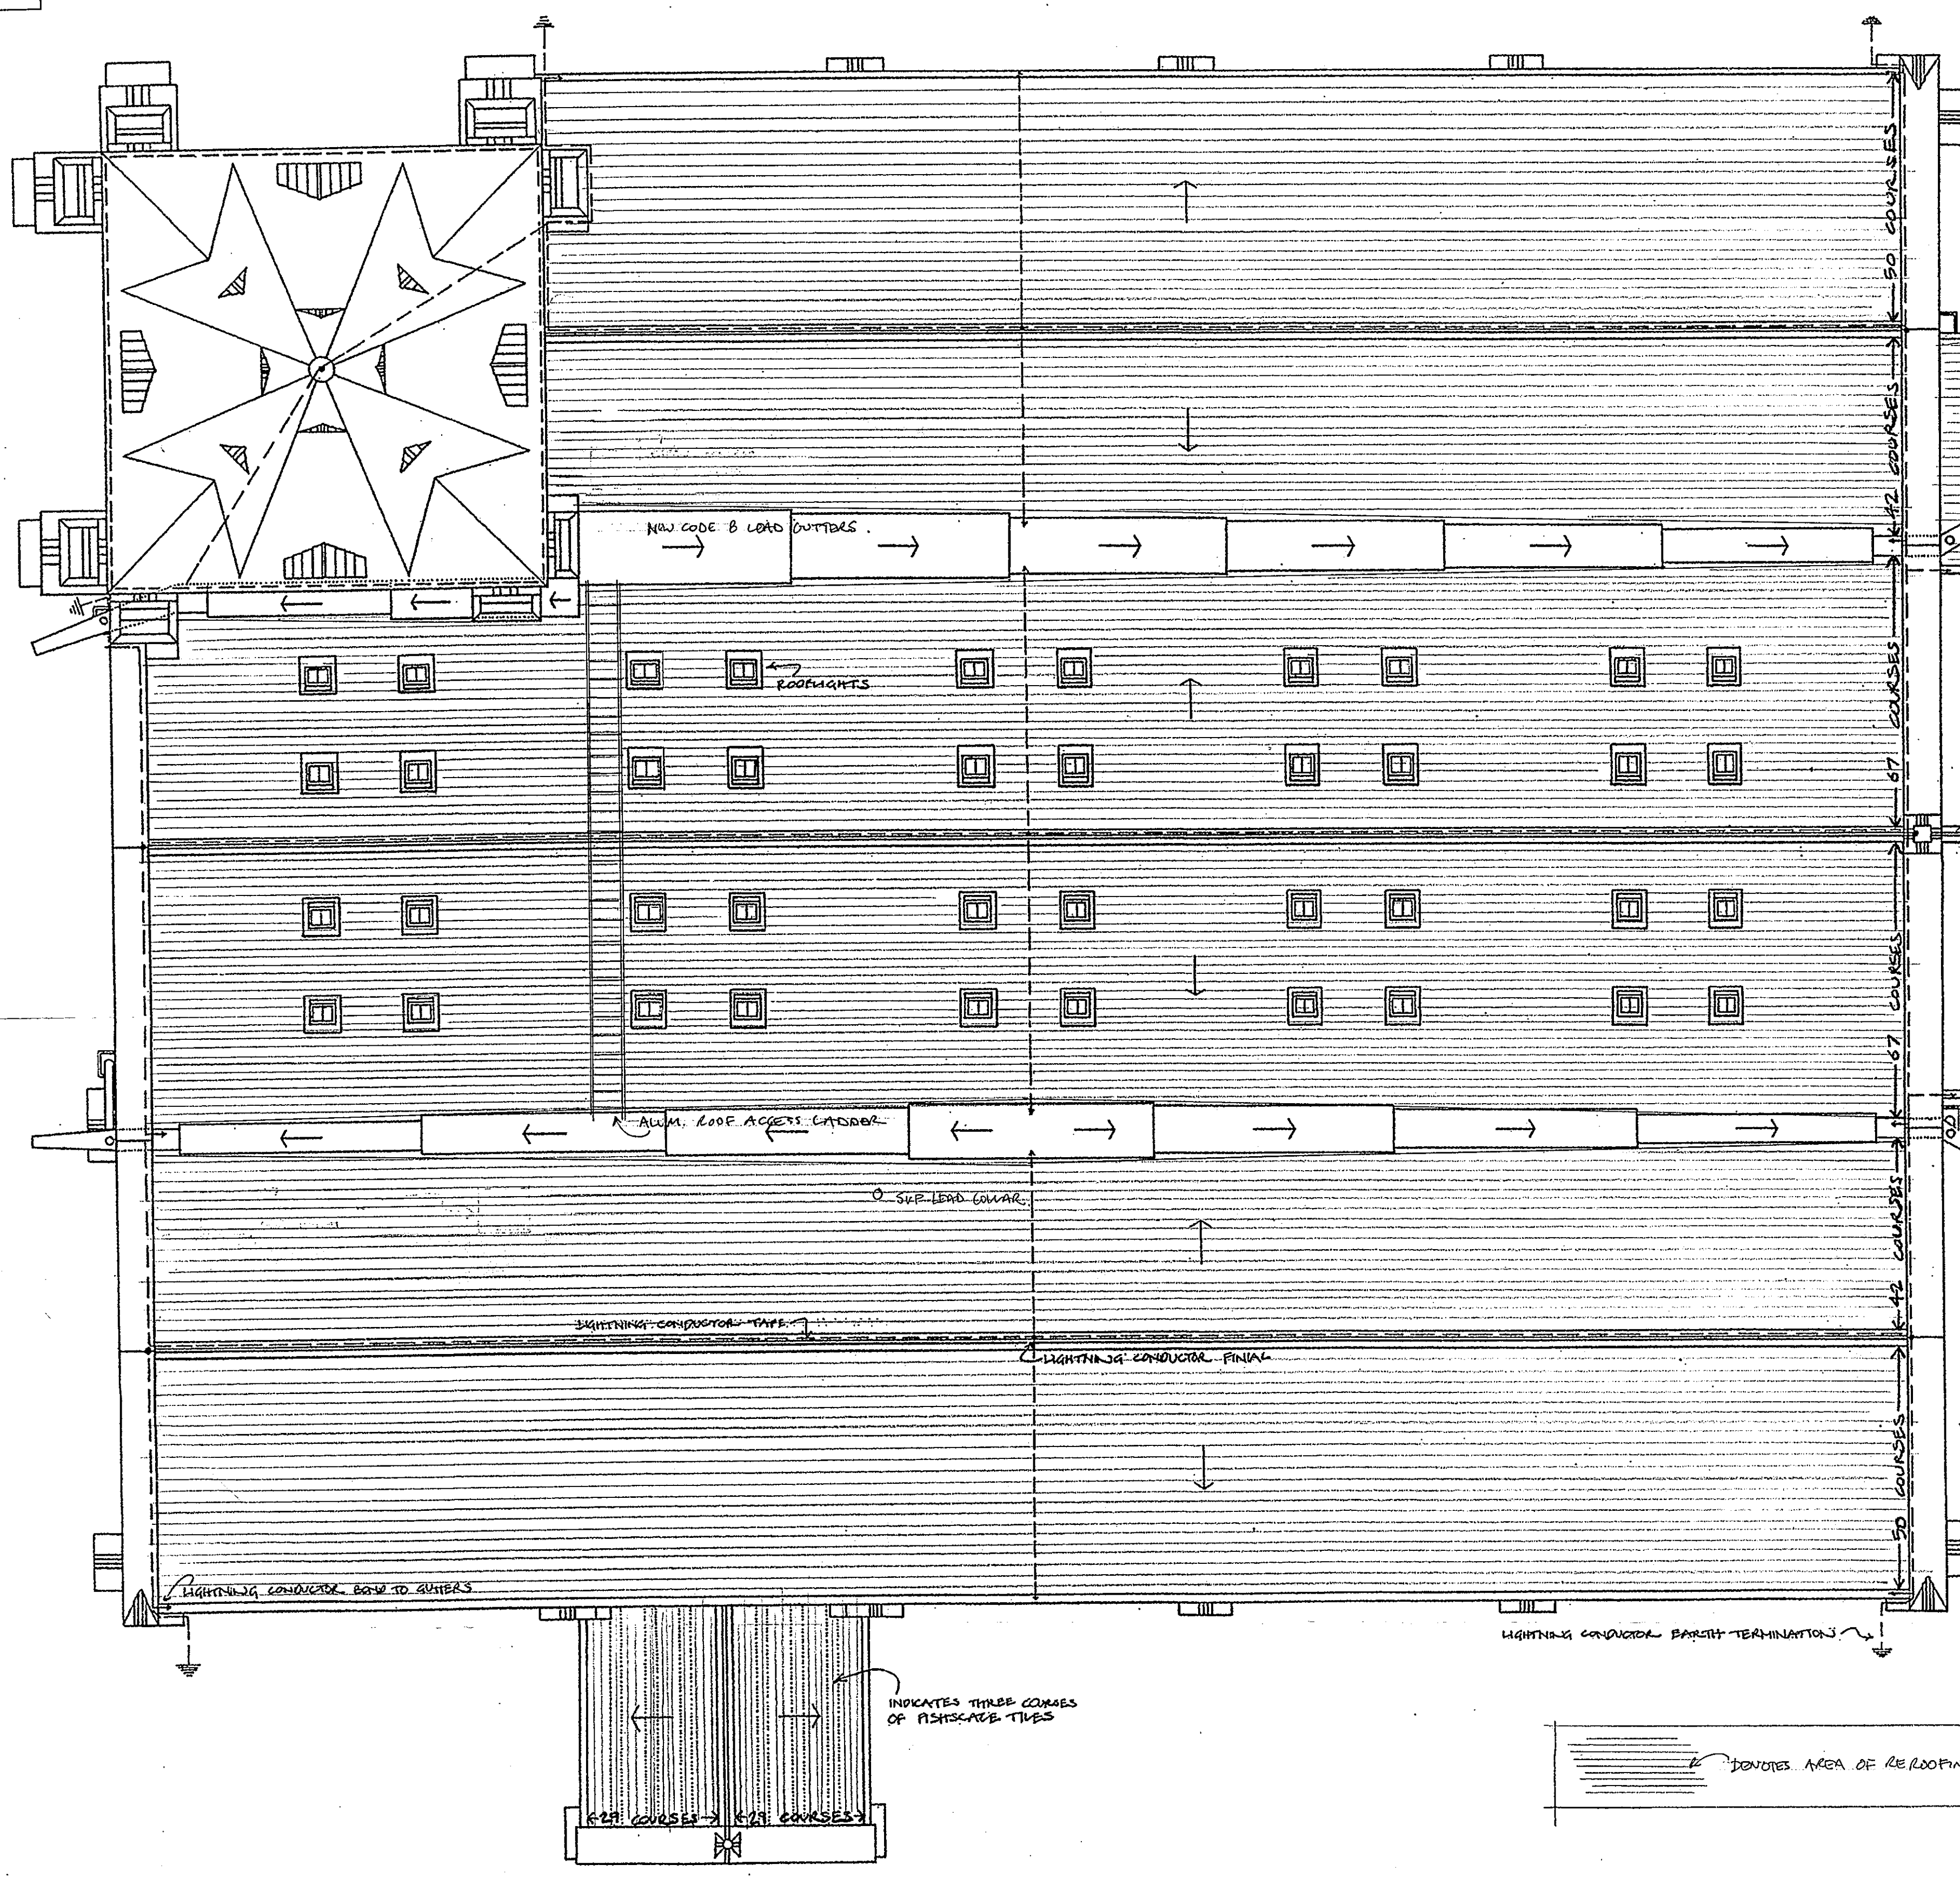 50 COURSES
42 COURSES
NEW CODE 8 LEAD GUTTERS.
ROOFLIGHTS
67 COURSES
67 COURSES
ALUM. ROOF ACCESS LADDER
LEAD COLLAR
42 COURSES
LIGHTNING CONDUCTOR TAPE
LIGHTNING CONDUCTOR FINIAL
50 COURSES
LIGHTNING CONDUCTOR BOND TO GUTTERS
LIGHTNING CONDUCTOR EARTH TERMINATION
INDICATES THREE COURSES
OF FISHSCALE TILES
DENOTES AREA OF REROOFIN
29 COURSES 29 COURSES